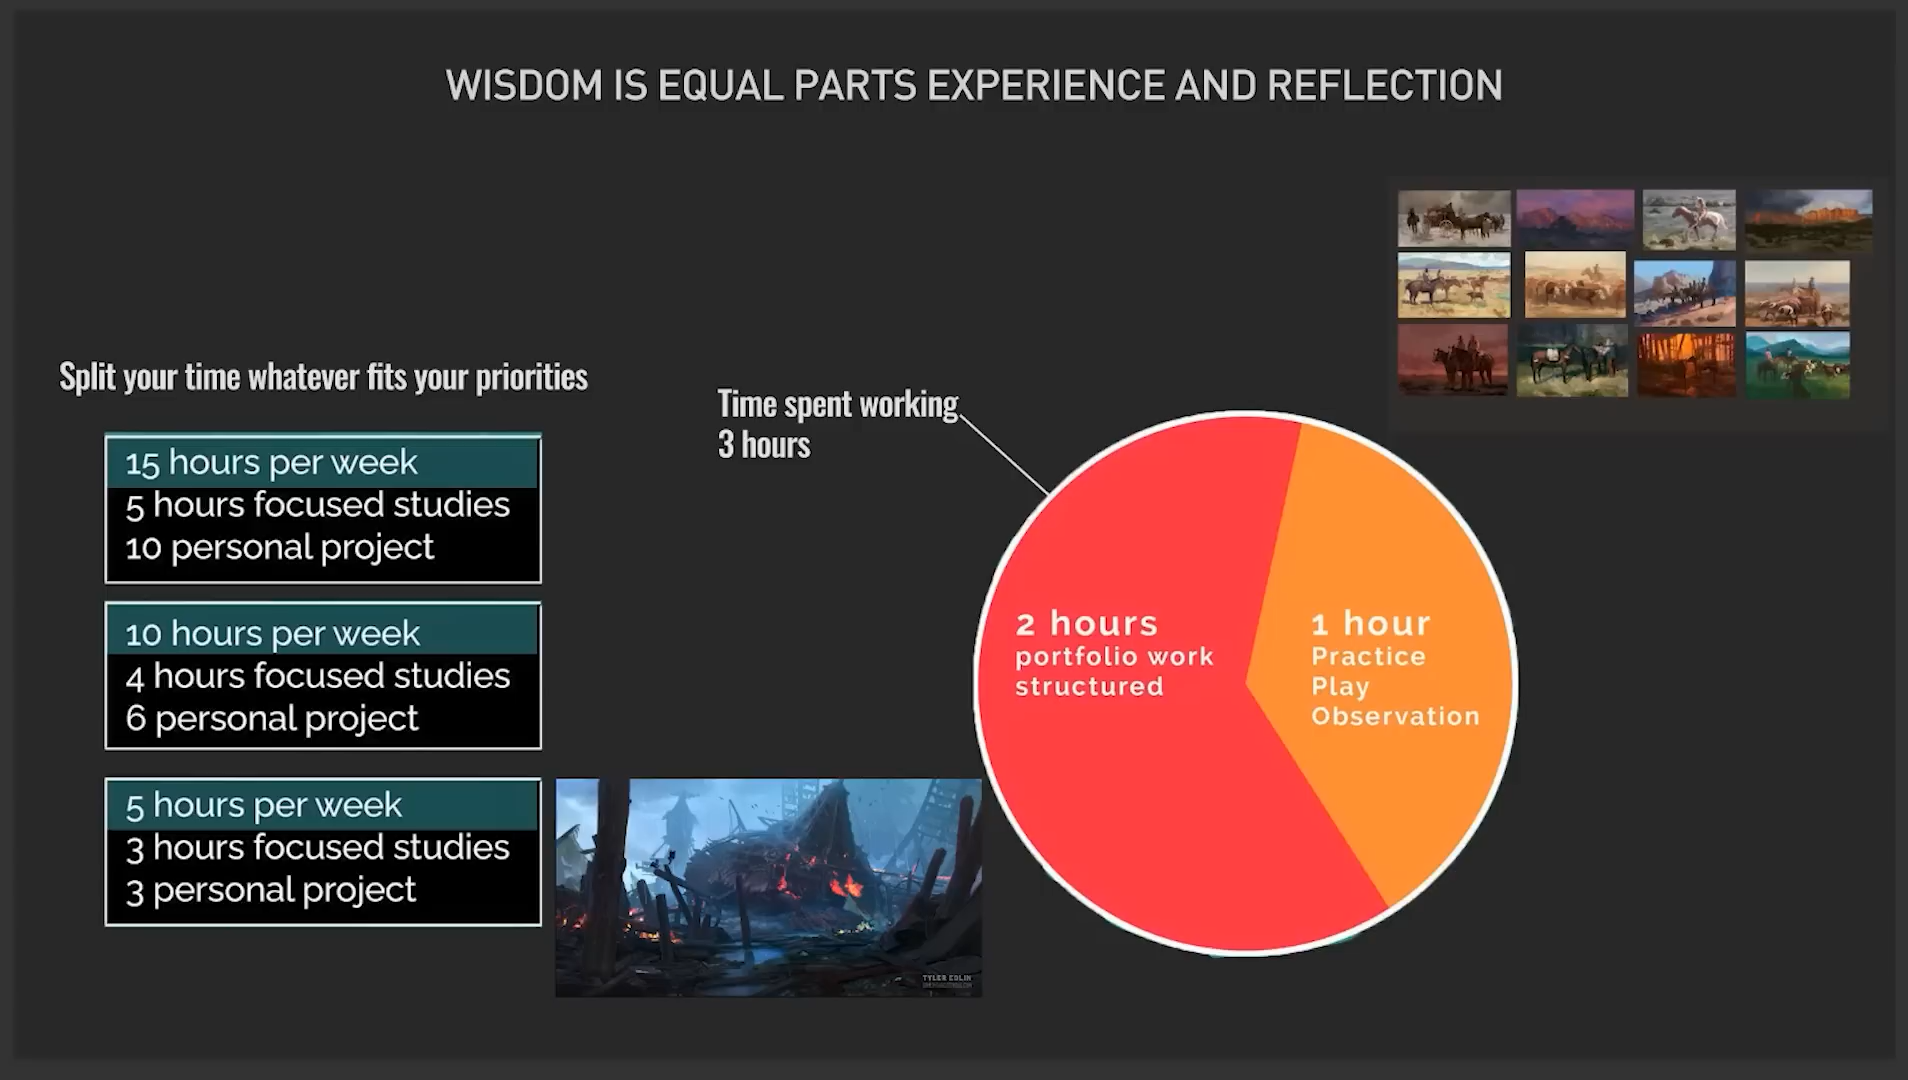 WISDOM IS EQUAL PARTS EXPERIENCE AND REFLECTION
Split your time whatever fits your priorities
15 hours per week
5 hours focused studies
10 personal project
10 hours per week
4 hours focused studies
6 personal project
5 hours per week
3 hours focused studies
3 personal project
Time spent working
3 hours
2 hours
portfolio work
structured
1 hour
Practice
Play
Observation
TYLER EDLIN